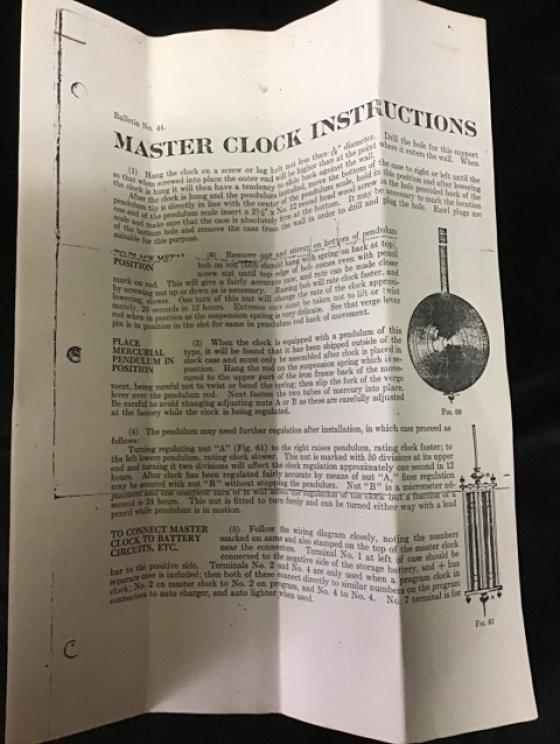 Bulletin No. 44.
MASTER CLOCK INSTRUCTIONS
(1) Hang the clock on a screw or lag bolt not less than diameter. Drill the hole for this support
so that when screwed into the place the outer end will be higher than at the point where it enters the wall. When
the clock is hung it will then have a tendency to slide back against the wall.
After the clock is hung and the pendulum installed, move the bottom of the case to right or left until the
pendulum tip is directly in line with the center of the pendulum scale, hold in this position and after lowering
one end of the pendulum scale insert a 2½" x No. 12 round head wood screw in the hole provided back of the
scale and make sure that the case is absolutely firm at the bottom. It may be necessary to mark the location
of the bottom hole and remove the case from the wall in order to drill and plug the hole. Rawl plugs are
suitable for this purpose.
POSITION
Remove nut and stirrup on bottom of pendulum
bob on rod (bob should hang with spring on back at top)
screw nut until top edge of bob comes even with pencil
mark on rod. This will give a fairly accurate rate, and rate can be made closer
by screwing nut up or down as is necessary. Raising bob will rate clock faster, and
lowering, slower. One turn of this nut will change the rate of the clock approxi-
mately, 20 seconds in 12 hours. Extreme care must be taken not to lift or twist
rod when in position as the suspension spring is very delicate. See that verge lever
pin is in position in the slot for same in pendulum rod back of movement.
PLACE
MERCURIAL
PENDULUM IN
POSITION
(3) When the clock is equipped with a pendulum of this
type, it will be found that it has been shipped outside of the
clock case and must only be assembled after clock is placed in
position. Hang the rod on the suspension spring which is se-
cured to the upper part of the iron frame back of the move-
ment, being careful not to twist or bend the spring; then slip the fork of the verge
lever over the pendulum rod. Next fasten the two tubes of mercury into place.
Be careful to avoid changing adjusting nuts A or B as these are carefully adjusted
at the factory while the clock is being regulated.
FIG. 60
(4) The pendulum may need further regulation after installation, in which case proceed as
follows:
Turning regulating nut "A" (Fig. 61) to the right raises pendulum, rating clock faster; to
the left lowers pendulum, rating clock slower. This nut is marked with 50 divisions at its upper
end and turning it two divisions will affect the clock regulation approximately one second in 12
hours. After clock has been regulated fairly accurate by means of nut "A," finer regulation
may be secured with nut "B" without stopping the pendulum. Nut "B" is a micrometer ad-
justment and one complete turn of it will alter the regulation of the clock but a fraction of a
second in 24 hours. This nut is fitted to turn freely and can be turned either way with a lead
pencil while pendulum is in motion.
TO CONNECT MASTER
CLOCK TO BATTERY
CIRCUITS, ETC.
(5) Follow the wiring diagram closely, noting the numbers
marked on same and also stamped on the top of the master clock
near the connectors. Terminal No. 1 at left of case should be
connected to the negative side of the storage battery, and + bus
bar to the positive side. Terminals No. 2 and No. 4 are only used when a program clock in
separate case is included; then both of these connect directly to similar numbers on the program
clock; No. 2 on master clock to No. 2 on program, and No. 4 to No. 4. No. 7 terminal is for
connection to auto charger, and auto lighter when used.
FIG. 61